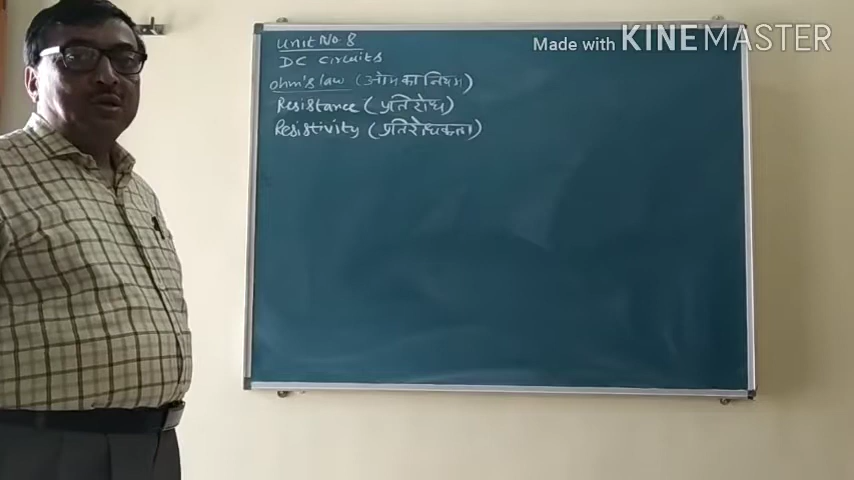 Unit No. 8
DC circuits
ohm's law (ओम का नियम)
Resistance (प्रतिरोध)
Resistivity (प्रतिरोधकता)
Made with KINEMASTER